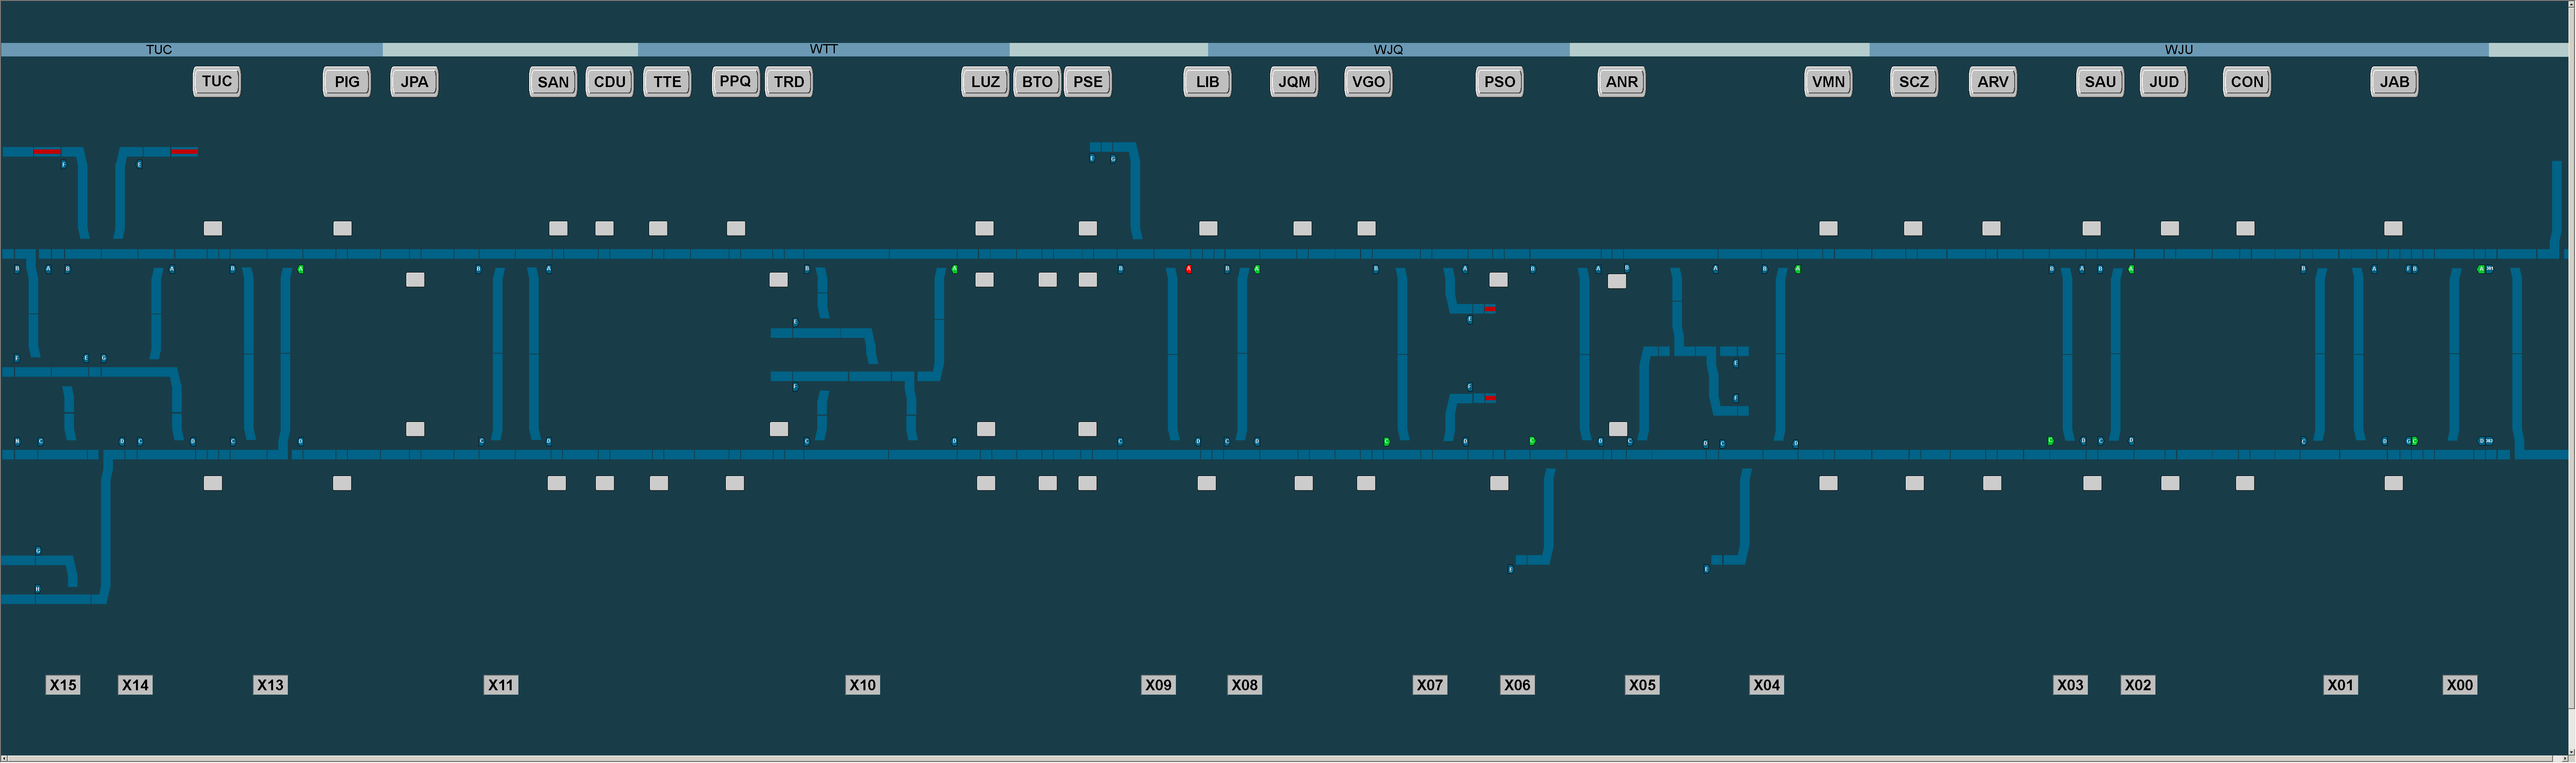 TUC WTT WJQ WJU
TUC PIG JPA SAN CDU TTE PPQ TRD LUZ BTO PSE LIB JQM VGO PSO ANR VMN SCZ ARV SAU JUD CON JAB
F E E G
B A B A B A B A B A B A B A B A B A B A B A B A B A B A
E E
F E G F E E F
C D C D C D C D C D C D C D C D C D C D C
G
E E
H
X15 X14 X13 X11 X10 X09 X08 X07 X06 X05 X04 X03 X02 X01 X00